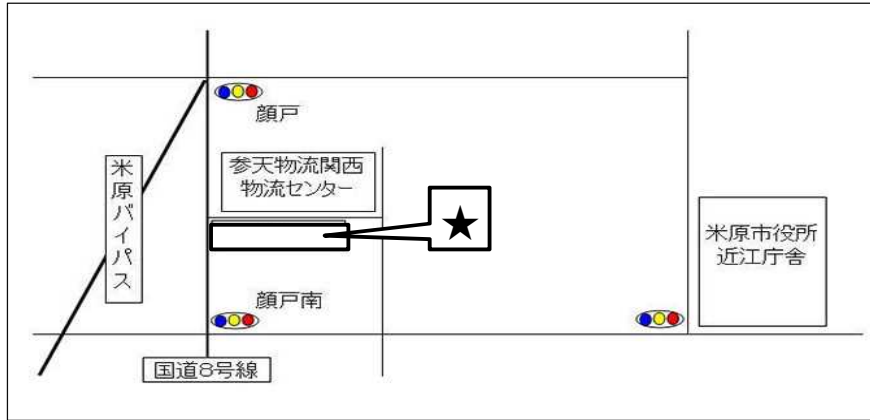 顔戸
参天物流関西
物流センター
★
米原バイパス
米原市役所
近江庁舎
顔戸南
国道8号線